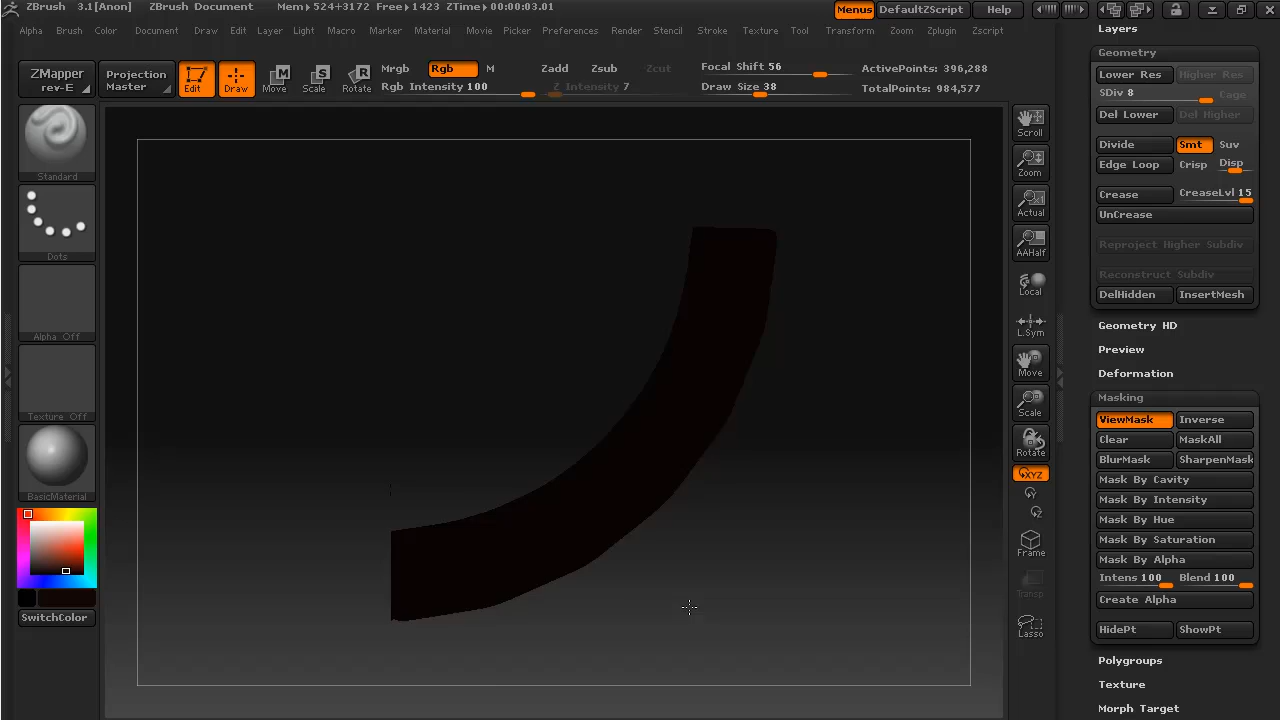 ZBrush 3.1[Anon] ZBrush Document Mem▸524+3172 Free▸1423 ZTime▸00:00:03.01 Menus DefaultZScript Help
Alpha Brush Color Document Draw Edit Layer Light Macro Marker Material Movie Picker Preferences Render Stencil Stroke Texture Tool Transform Zoom Zplugin Zscript
ZMapper
rev-E
Projection
Master
Edit
Draw
Move
Scale
Rotate
Mrgb Rgb M Zadd Zsub Zcut
Rgb Intensity 100 Z Intensity 7
Focal Shift 56
Draw Size 38
ActivePoints: 396,288
TotalPoints: 984,577
Standard
Dots
Alpha Off
Texture Off
BasicMaterial
SwitchColor
Scroll
Zoom
Actual
AAHalf
Local
L.Sym
Move
Scale
Rotate
XYZ
Y
Z
Frame
Transp
Lasso
Layers
Geometry
Lower Res Higher Res
SDiv 8 Cage
Del Lower Del Higher
Divide Smt Suv
Edge Loop Crisp Disp
Crease CreaseLvl 15
UnCrease
Reproject Higher Subdiv
Reconstruct Subdiv
DelHidden InsertMesh
Geometry HD
Preview
Deformation
Masking
ViewMask Inverse
Clear MaskAll
BlurMask SharpenMask
Mask By Cavity
Mask By Intensity
Mask By Hue
Mask By Saturation
Mask By Alpha
Intens 100 Blend 100
Create Alpha
HidePt ShowPt
Polygroups
Texture
Morph Target